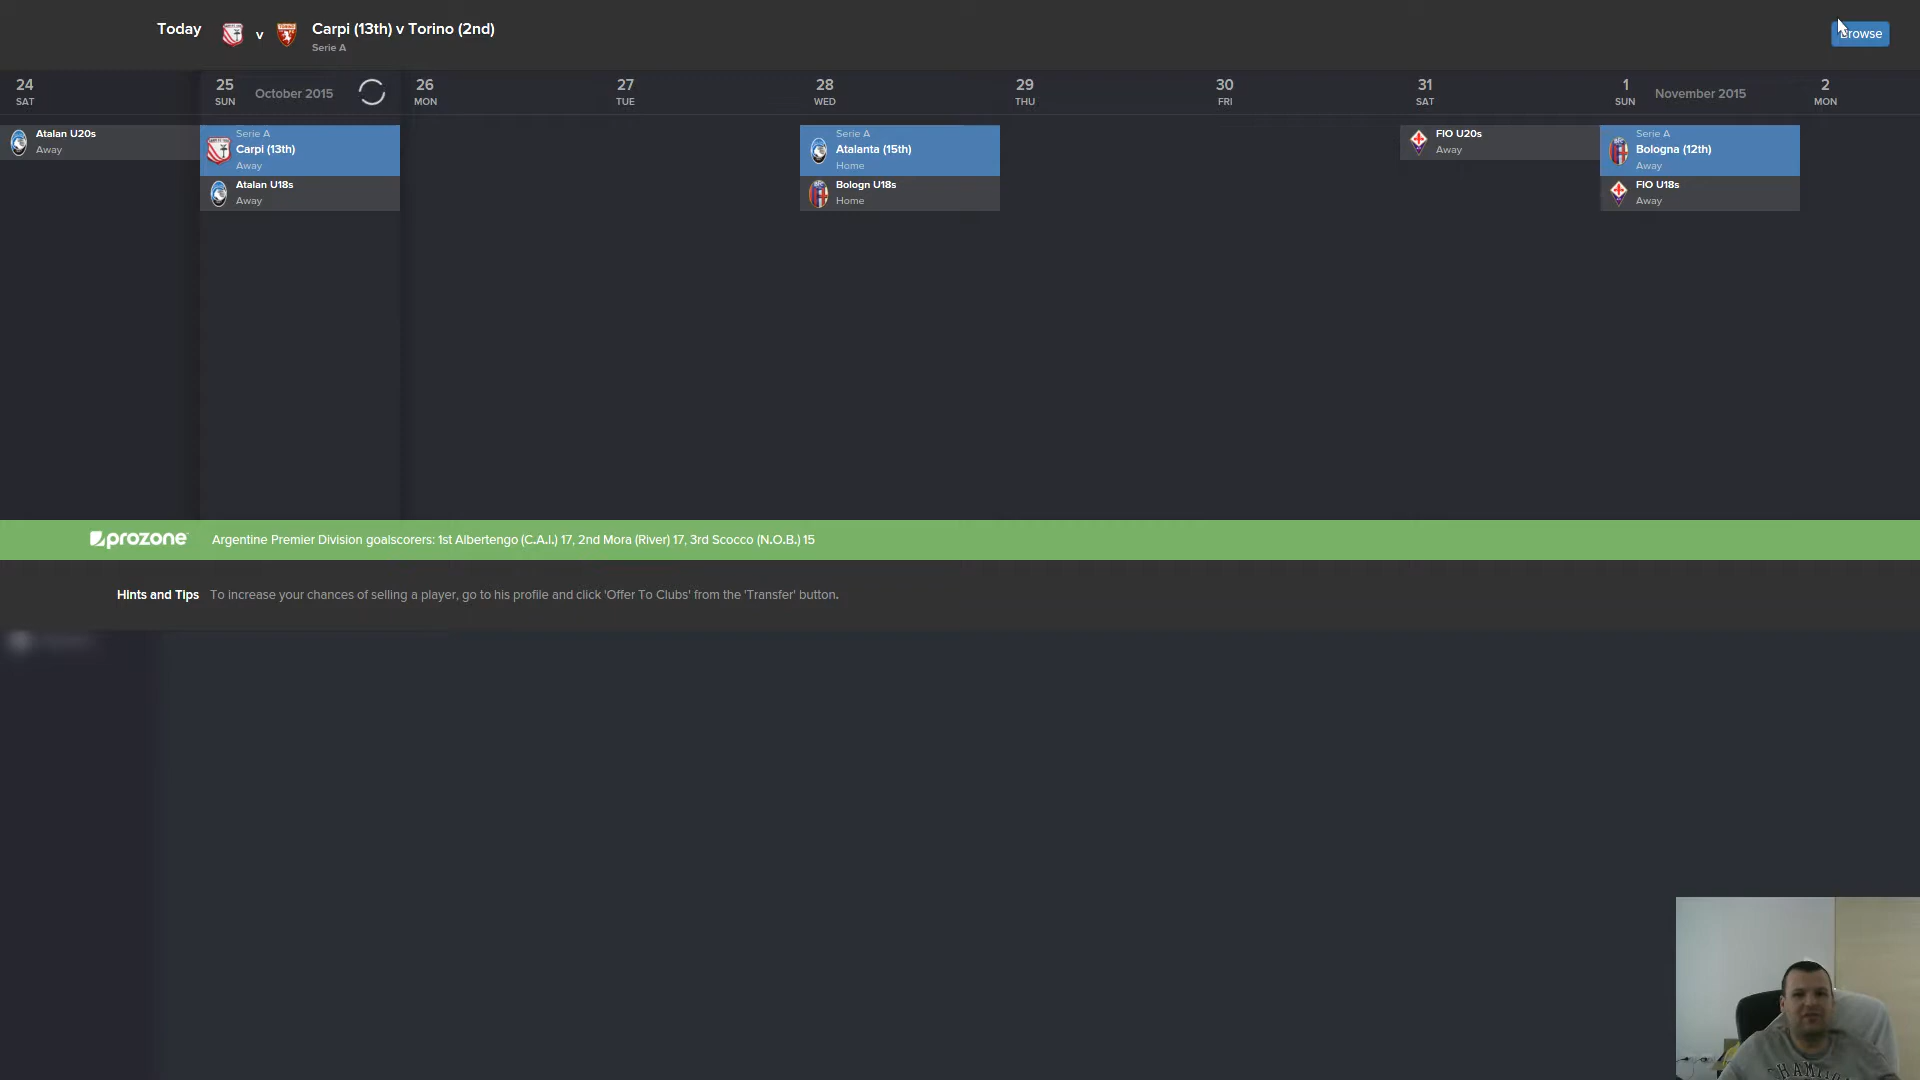 Today
v
Carpi (13th) v Torino (2nd)
Serie A
Browse
24
SAT
25
SUN
October 2015
26
MON
27
TUE
28
WED
29
THU
30
FRI
31
SAT
1
SUN
November 2015
2
MON
Atalan U20s
Away
Serie A
Carpi (13th)
Away
Atalan U18s
Away
Serie A
Atalanta (15th)
Home
Bologn U18s
Home
FIO U20s
Away
Serie A
Bologna (12th)
Away
FIO U18s
Away
prozone
Argentine Premier Division goalscorers: 1st Albertengo (C.A.I.) 17, 2nd Mora (River) 17, 3rd Scocco (N.O.B.) 15
Hints and Tips
To increase your chances of selling a player, go to his profile and click 'Offer To Clubs' from the 'Transfer' button.